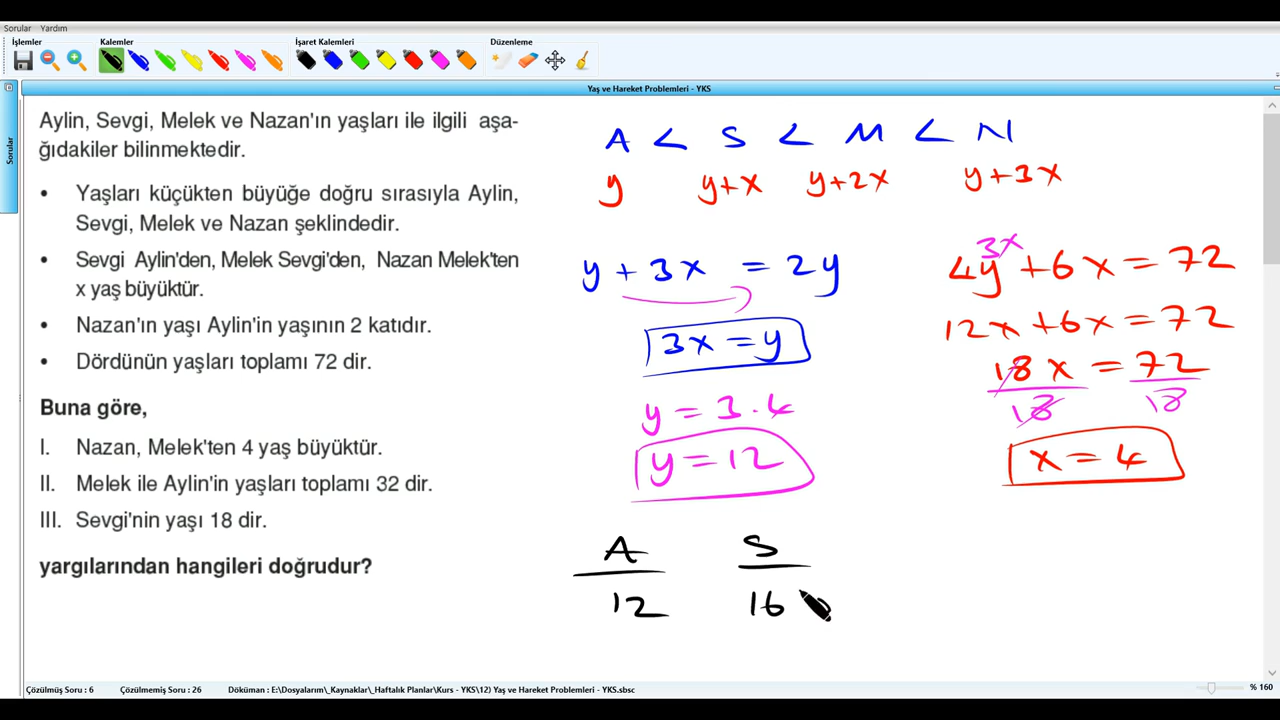 Sorular Yardım
İşlemler Kalemler İşaret Kalemleri Düzenleme
Yaş ve Hareket Problemleri - YKS
Sorular
Aylin, Sevgi, Melek ve Nazan'ın yaşları ile ilgili aşa-
ğıdakiler bilinmektedir.
• Yaşları küçükten büyüğe doğru sırasıyla Aylin,
Sevgi, Melek ve Nazan şeklindedir.
• Sevgi Aylin'den, Melek Sevgi'den, Nazan Melek'ten
x yaş büyüktür.
• Nazan'ın yaşı Aylin'in yaşının 2 katıdır.
• Dördünün yaşları toplamı 72 dir.
Buna göre,
I. Nazan, Melek'ten 4 yaş büyüktür.
II. Melek ile Aylin'in yaşları toplamı 32 dir.
III. Sevgi'nin yaşı 18 dir.
yargılarından hangileri doğrudur?
A < S < M < N
y y+x y+2x y+3x
y + 3x = 2y
3x = y
y = 3.4
y = 12
3x
4y + 6x = 72
12x + 6x = 72
18x = 72
18 18
x = 4
A S
12 16
Çözülmüş Soru : 6 Çözülmemiş Soru : 26 Döküman : E:\Dosyalarım\_Kaynaklar\_Haftalık Planlar\Kurs - YKS\12) Yaş ve Hareket Problemleri - YKS.sbsc % 160